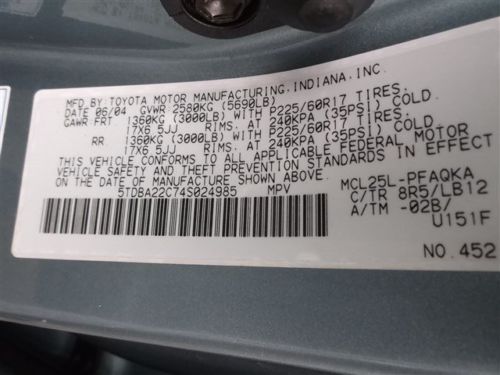 MFD BY: TOYOTA MOTOR MANUFACTURING, INDIANA, INC.
DATE 06/04 GVWR 2580KG (5690LB)
GAWR FRT 1360KG (3000LB) WITH P225/60R17 TIRES.
17X6.5JJ RIMS. AT 240KPA (35PSI) COLD.
RR 1360KG (3000LB) WITH P225/60R17 TIRES.
17X6.5JJ RIMS. AT 240KPA (35PSI) COLD.
THIS VEHICLE CONFORMS TO ALL APPLICABLE FEDERAL MOTOR
VEHICLE SAFETY AND THEFT PREVENTION STANDARDS IN EFFECT
ON THE DATE OF MANUFACTURE SHOWN ABOVE.
5TDBA22C74S024985 MPV
MCL25L-PFAQKA
C/TR 8R5/LB12
A/TM -02B/
U151F
NO. 452